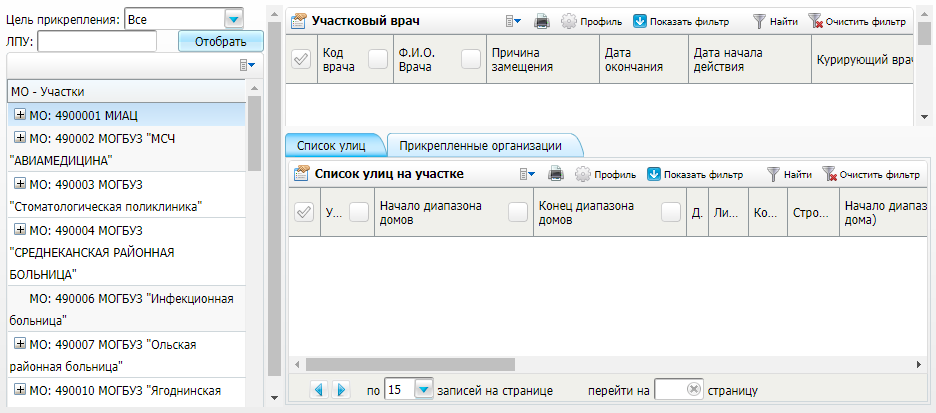 Цель прикрепления: Все
ЛПУ: Отобрать
МО - Участки
МО: 4900001 МИАЦ
МО: 490002 МОГБУЗ "МСЧ
"АВИАМЕДИЦИНА"
МО: 490003 МОГБУЗ
"Стоматологическая поликлиника"
МО: 490004 МОГБУЗ
"СРЕДНЕКАНСКАЯ РАЙОННАЯ
БОЛЬНИЦА"
МО: 490006 МОГБУЗ "Инфекционная
больница"
МО: 490007 МОГБУЗ "Ольская
районная больница"
МО: 490010 МОГБУЗ "Ягоднинская
Участковый врач Профиль Показать фильтр Найти Очистить фильтр
Код врача Ф.И.О. Врача Причина замещения Дата окончания Дата начала действия Курирующий врач
Список улиц Прикрепленные организации
Список улиц на участке Профиль Показать фильтр Найти Очистить фильтр
У... Начало диапазона домов Конец диапазона домов Д. Ли... Ко... Стро... Начало диапаз дома)
по 15 записей на странице перейти на страницу